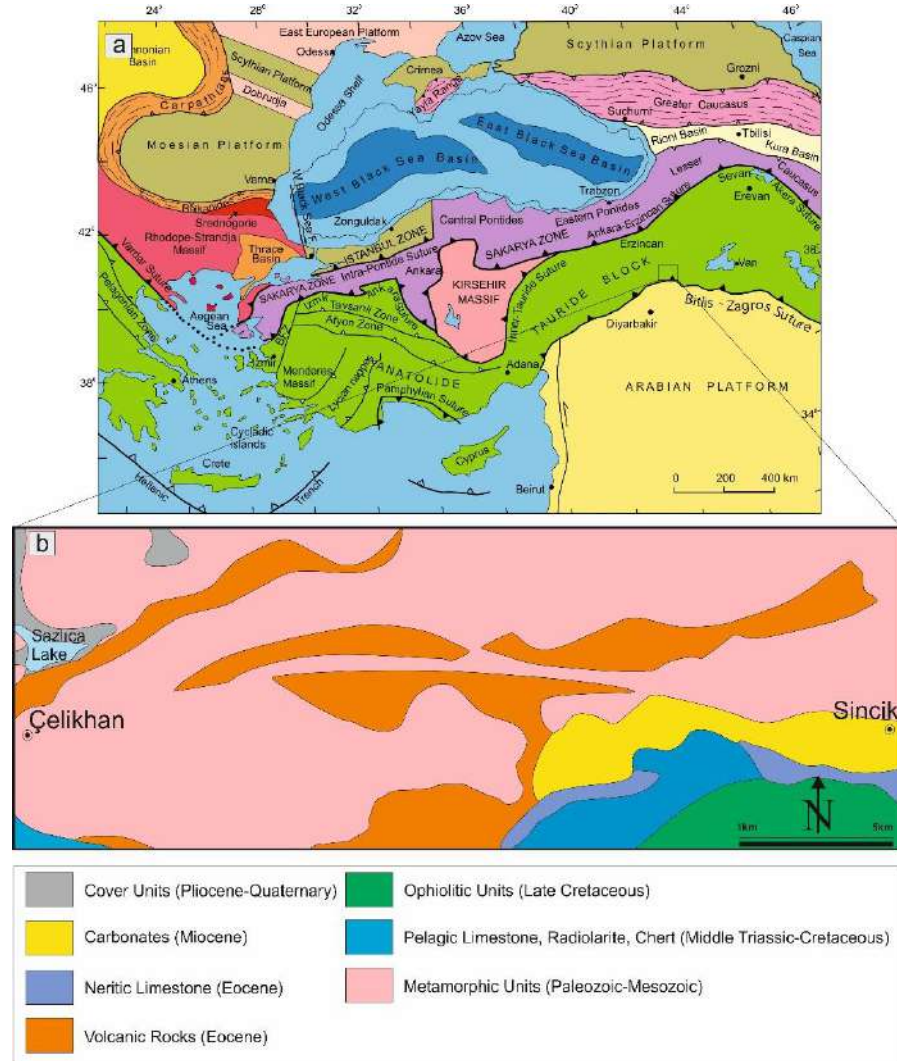 24° 28° 32° 36° 40° 44° 46°
a
East European Platform
Azov Sea
Caspian Sea
Odessa
Scythian Platform
46°
Basin
Scythian Platform
Crimea
Grozni
Carpathians
Dobrudja
Odessa Shelf
Greater Caucasus
Suchumi
Moesian Platform
East Black Sea Basin
Rioni Basin
Tbilisi
Kura Basin
West Black Sea Basin
Varna
W Black Sea F.
Lesser Caucasus
Balkanides
Trabzon
Sevan
Akera Suture
Srednogorie
Zonguldak
Central Pontides
Eastern Pontides
Erevan
42°
Rhodope-Strandja Massif
ISTANBUL ZONE
SAKARYA ZONE
Ankara-Erzincan Suture
Thrace Basin
Erzincan
38°
Vardar Suture
SAKARYA ZONE
Intra-Pontide Suture
Ankara
KIRSEHIR MASSIF
Van
Pelagonian Zone
Izmir
Ankara Suture
Tavsanlı Zone
Inner-Tauride Suture
TAURIDE BLOCK
Aegean Sea
Afyon Zone
Bitlis - Zagros Suture
Izmir
Diyarbakir
38°
Athens
Menderes Massif
Lycian nappes
ANATOLIDE
Adana
ARABIAN PLATFORM
Pamphylian Suture
34°
Cycladic islands
Crete
Cyprus
Hellenic
Trench
Beirut
0 200 400 km
b
Sazlıca Lake
Çelikhan
Sincik
N
1km 5km
Cover Units (Pliocene-Quaternary)
Ophiolitic Units (Late Cretaceous)
Carbonates (Miocene)
Pelagic Limestone, Radiolarite, Chert (Middle Triassic-Cretaceous)
Neritic Limestone (Eocene)
Metamorphic Units (Paleozoic-Mesozoic)
Volcanic Rocks (Eocene)